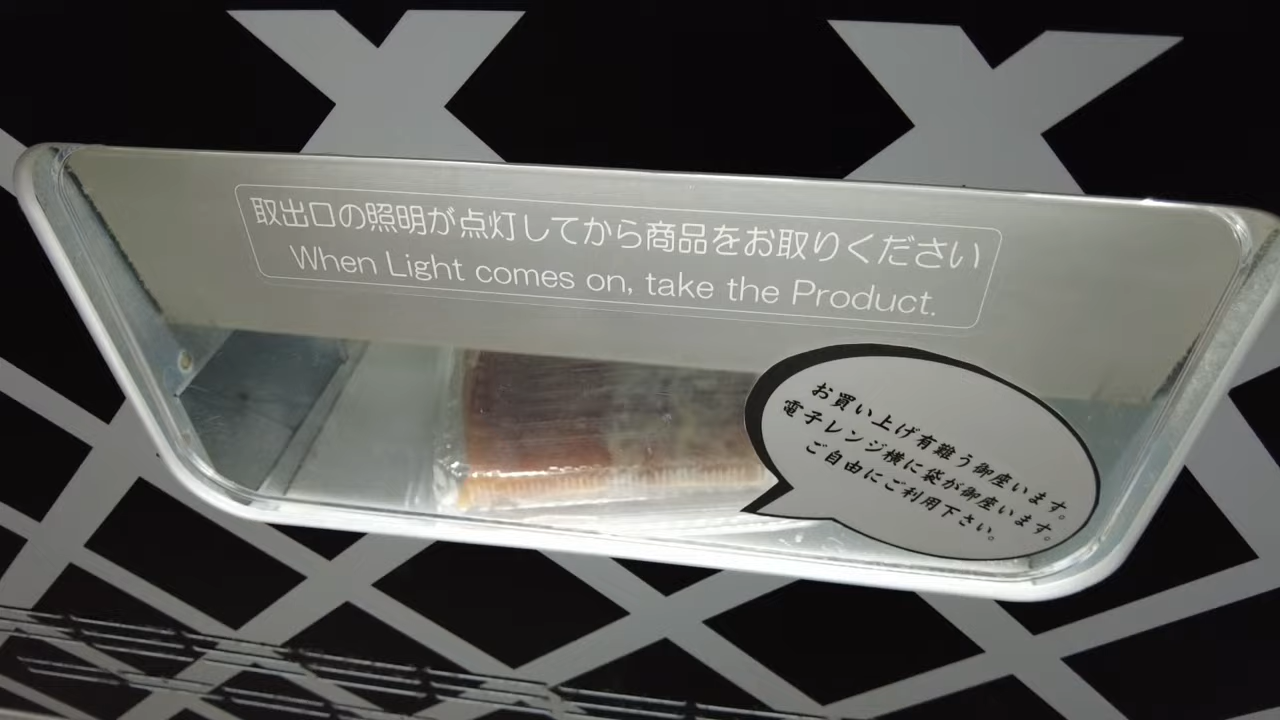 取出口の照明が点灯してから商品をお取りください
When Light comes on, take the Product.
お買い上げ有難う御座います。
電子レンジ横に袋が御座います。
ご自由にご利用下さい。